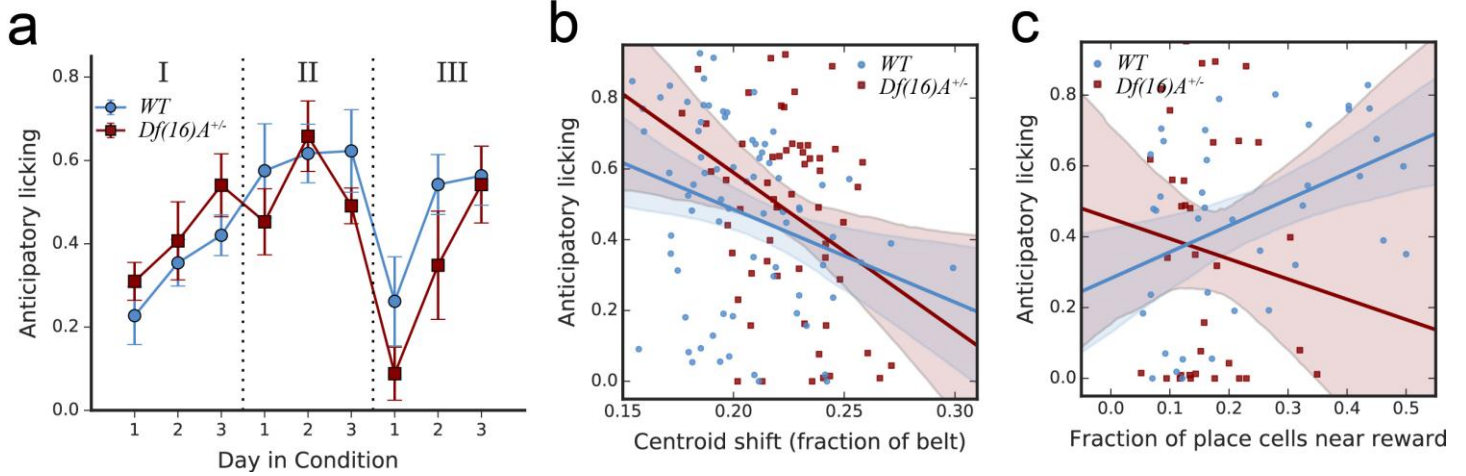 a
I
II
III
WT
Df(16)A+/-
Anticipatory licking
0.8
0.6
0.4
0.2
0.0
1 2 3 1 2 3 1 2 3
Day in Condition
b
WT
Df(16)A+/-
Anticipatory licking
0.8
0.6
0.4
0.2
0.0
0.15 0.20 0.25 0.30
Centroid shift (fraction of belt)
c
WT
Df(16)A+/-
Anticipatory licking
0.8
0.6
0.4
0.2
0.0
0.0 0.1 0.2 0.3 0.4 0.5
Fraction of place cells near reward